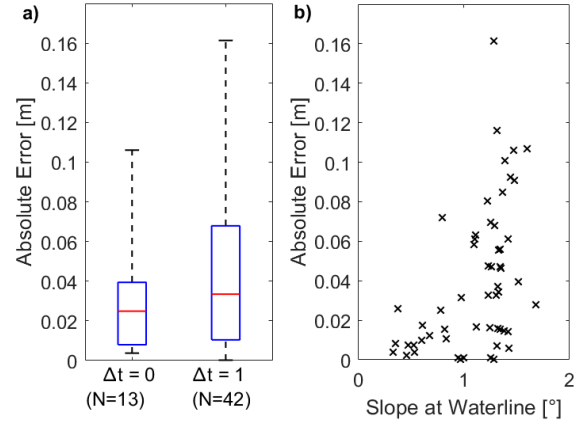 a)
Absolute Error [m]
0.16
0.14
0.12
0.1
0.08
0.06
0.04
0.02
0
Δt = 0
(N=13)
Δt = 1
(N=42)
b)
Absolute Error [m]
0.16
0.14
0.12
0.1
0.08
0.06
0.04
0.02
0
0 1 2
Slope at Waterline [°]